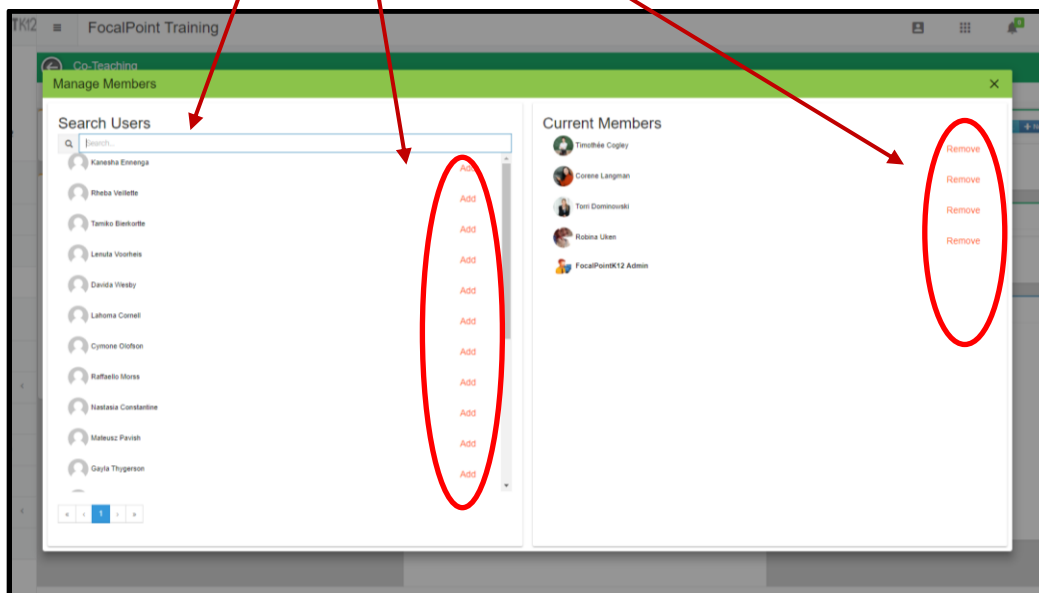 TK12 FocalPoint Training
Co-Teaching
Manage Members
Search Users
Search...
Kanesha Ennenga Add
Rheba Veillette Add
Tamiko Bierkortte Add
Lenuta Voorheis Add
Davida Wesby Add
Lahoma Cornell Add
Cymone Olofson Add
Raffaello Morss Add
Nastasia Constantine Add
Mateusz Pavish Add
Gayla Thygerson Add
« ‹ 1 › »
Current Members
Timothée Cogley Remove
Corene Langman Remove
Torri Dominowski Remove
Robina Uken Remove
FocalPointK12 Admin